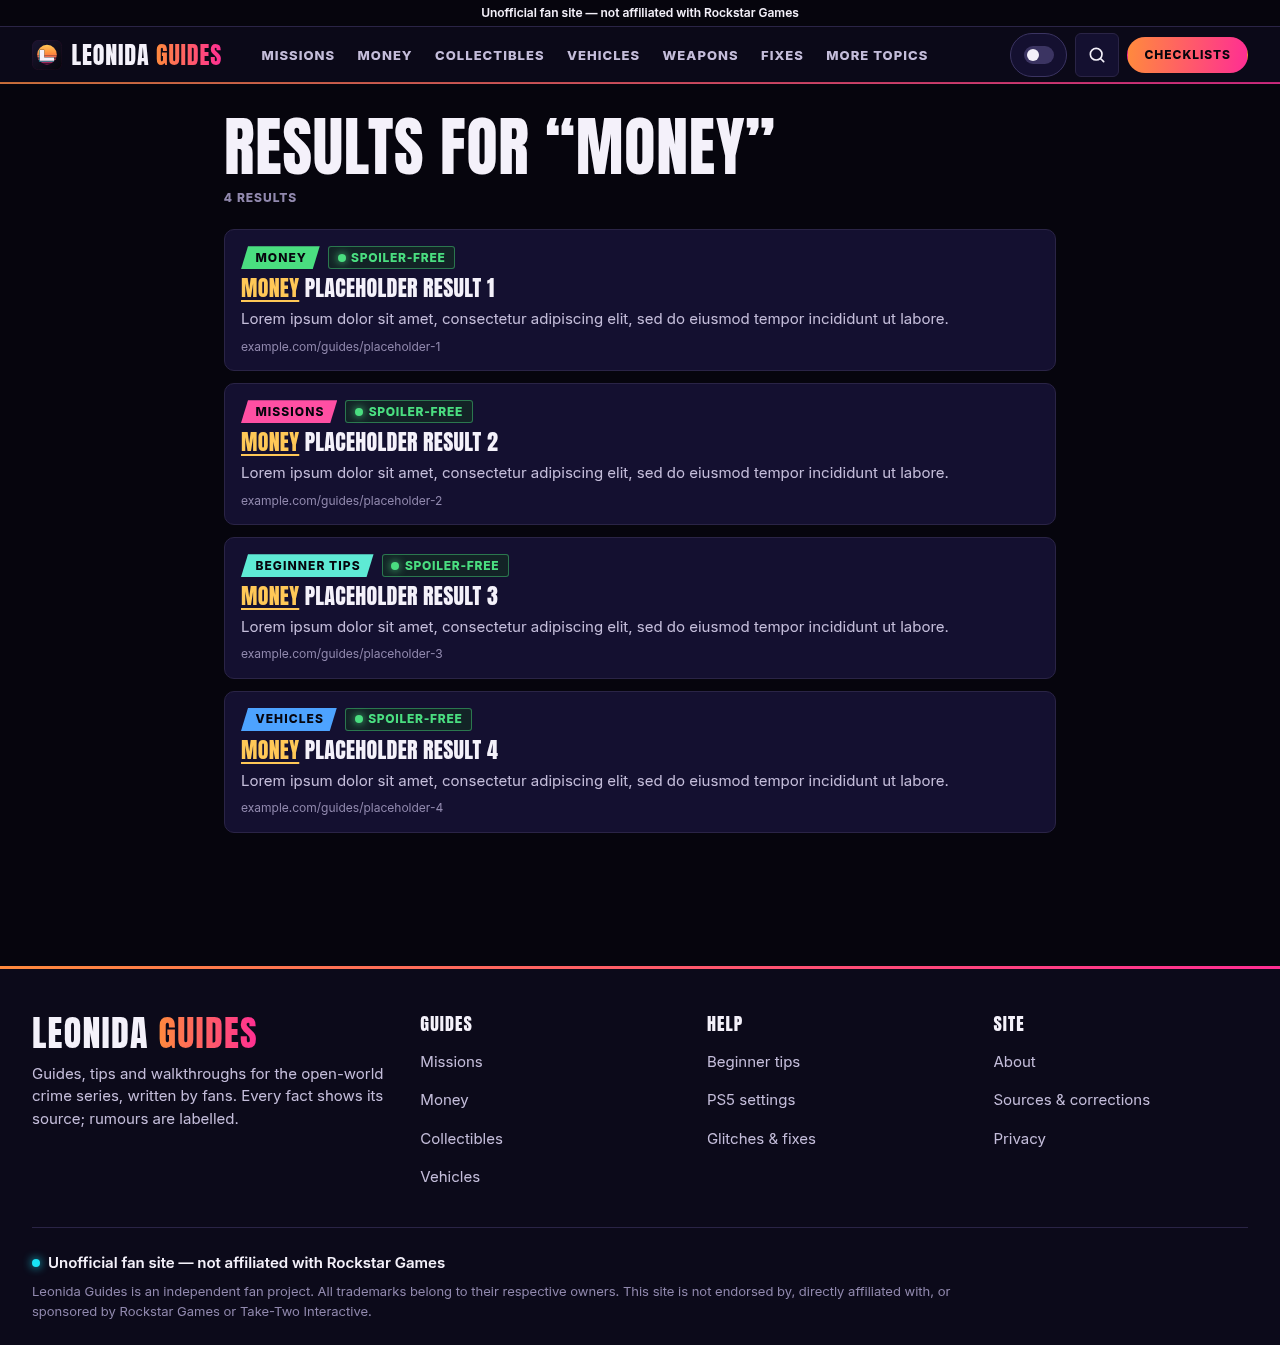 Unofficial fan site — not affiliated with Rockstar Games
LEONIDA GUIDES
MISSIONS MONEY COLLECTIBLES VEHICLES WEAPONS FIXES MORE TOPICS
CHECKLISTS
RESULTS FOR “MONEY”
4 RESULTS
MONEY SPOILER-FREE
MONEY PLACEHOLDER RESULT 1
Lorem ipsum dolor sit amet, consectetur adipiscing elit, sed do eiusmod tempor incididunt ut labore.
example.com/guides/placeholder-1
MISSIONS SPOILER-FREE
MONEY PLACEHOLDER RESULT 2
Lorem ipsum dolor sit amet, consectetur adipiscing elit, sed do eiusmod tempor incididunt ut labore.
example.com/guides/placeholder-2
BEGINNER TIPS SPOILER-FREE
MONEY PLACEHOLDER RESULT 3
Lorem ipsum dolor sit amet, consectetur adipiscing elit, sed do eiusmod tempor incididunt ut labore.
example.com/guides/placeholder-3
VEHICLES SPOILER-FREE
MONEY PLACEHOLDER RESULT 4
Lorem ipsum dolor sit amet, consectetur adipiscing elit, sed do eiusmod tempor incididunt ut labore.
example.com/guides/placeholder-4
LEONIDA GUIDES
Guides, tips and walkthroughs for the open-world
crime series, written by fans. Every fact shows its
source; rumours are labelled.
GUIDES
Missions
Money
Collectibles
Vehicles
HELP
Beginner tips
PS5 settings
Glitches & fixes
SITE
About
Sources & corrections
Privacy
Unofficial fan site — not affiliated with Rockstar Games
Leonida Guides is an independent fan project. All trademarks belong to their respective owners. This site is not endorsed by, directly affiliated with, or
sponsored by Rockstar Games or Take-Two Interactive.